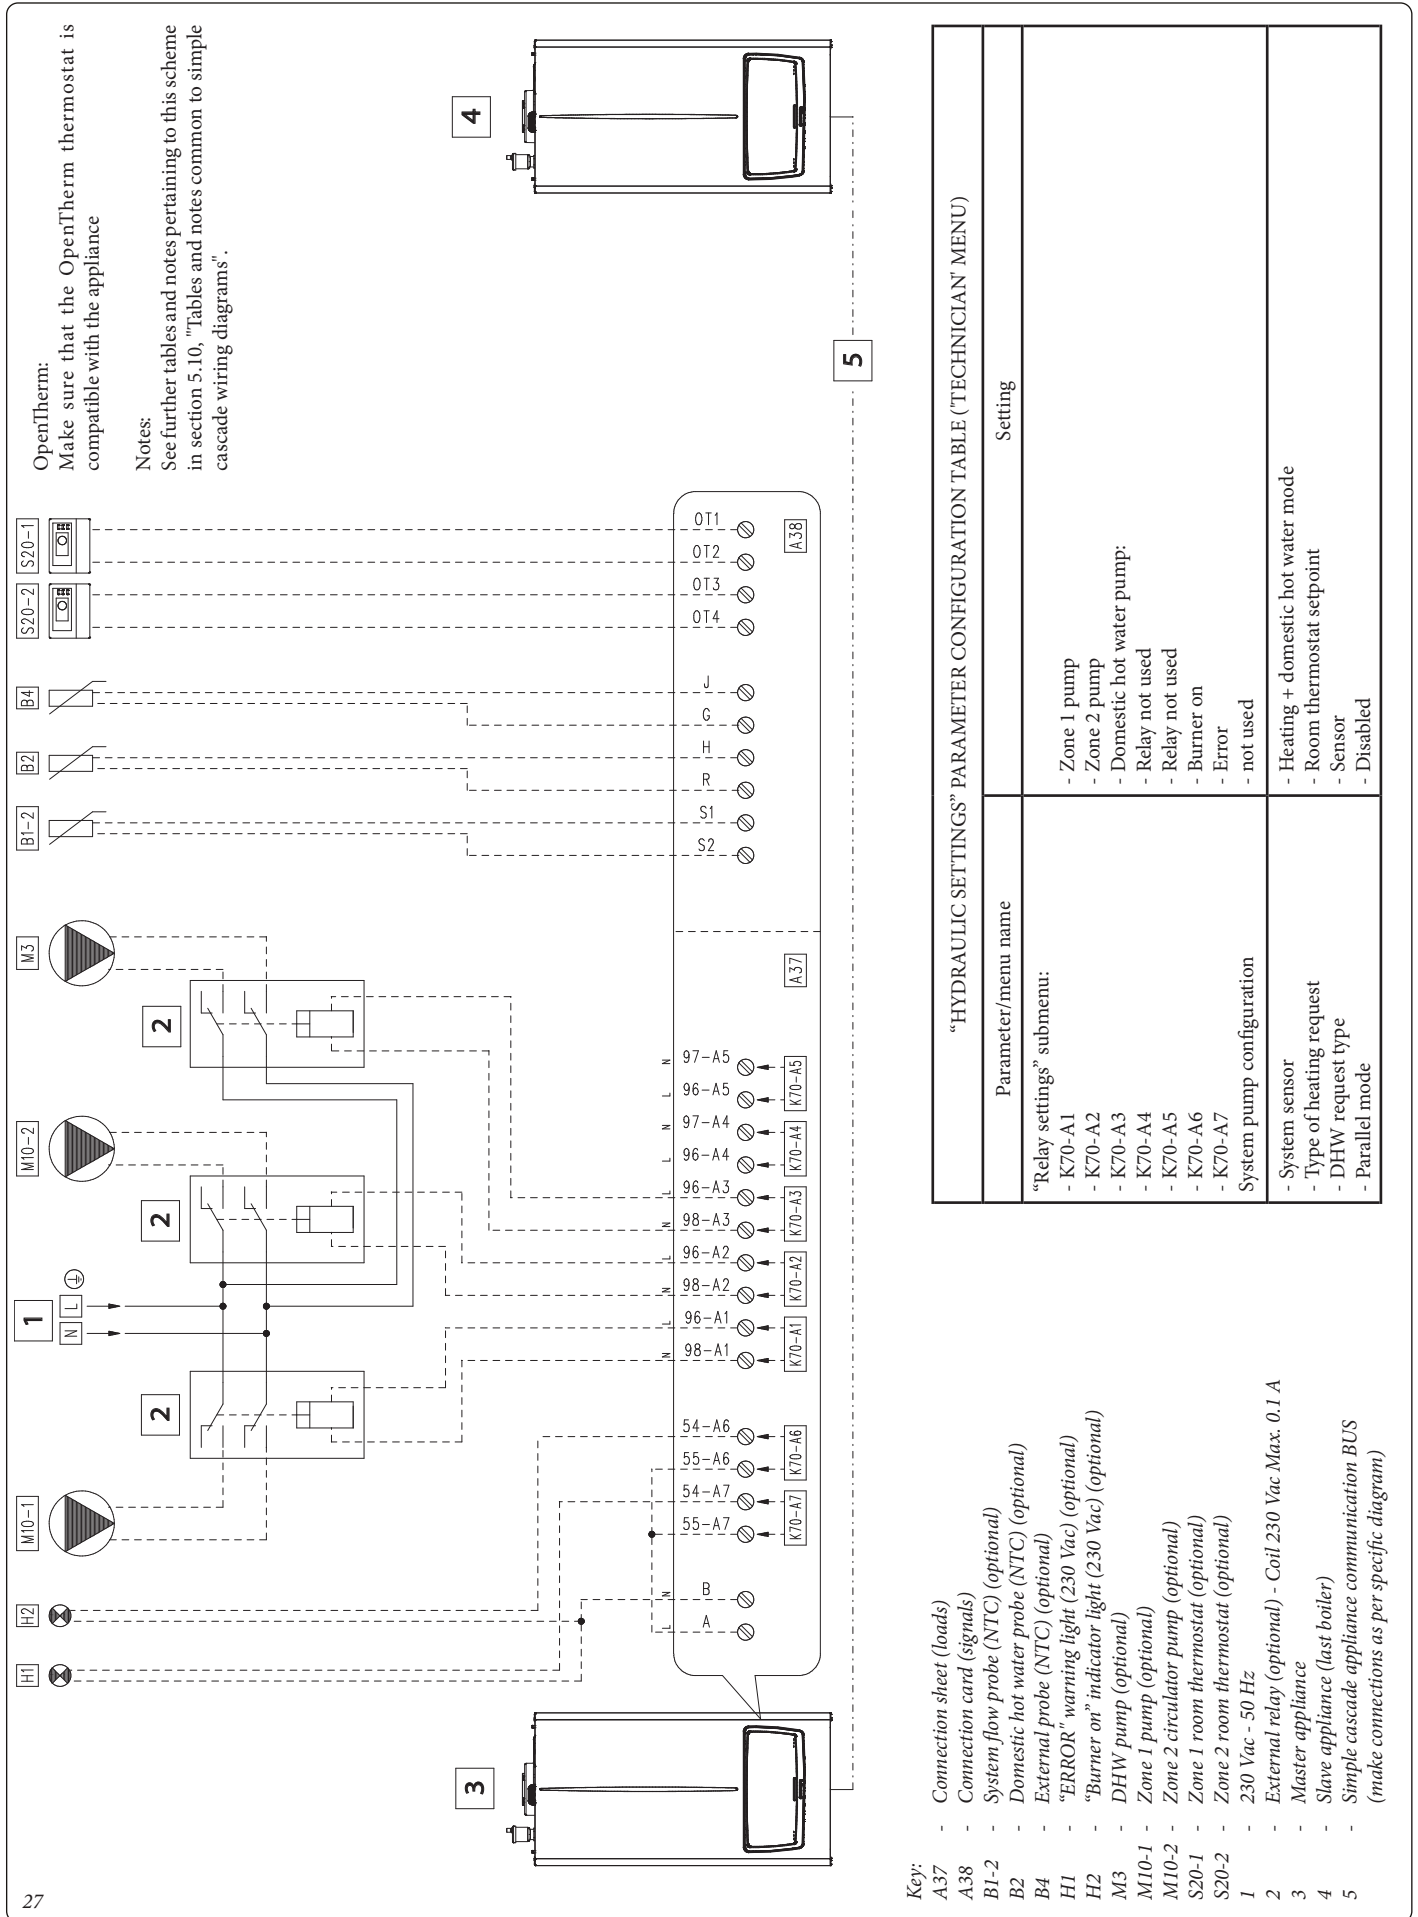 OpenTherm:
Make sure that the OpenTherm thermostat is
compatible with the appliance
Notes:
See further tables and notes pertaining to this scheme
in section 5.10, "Tables and notes common to simple
cascade wiring diagrams".
H1
H2
M10-1
1
N
L
M10-2
M3
B1-2
B2
B4
S20-2
S20-1
2
2
2
3
4
5
L
N
N
L
N
L
N
L
L
N
L
N
A
B
55-A7
54-A7
55-A6
54-A6
98-A1
96-A1
98-A2
96-A2
98-A3
96-A3
96-A4
97-A4
96-A5
97-A5
S2
S1
R
H
G
J
OT4
OT3
OT2
OT1
K70-A7
K70-A6
K70-A1
K70-A2
K70-A3
K70-A4
K70-A5
A37
A38
Key:
A37 - Connection sheet (loads)
A38 - Connection card (signals)
B1-2 - System flow probe (NTC) (optional)
B2 - Domestic hot water probe (NTC) (optional)
B4 - External probe (NTC) (optional)
H1 - "ERROR" warning light (230 Vac) (optional)
H2 - "Burner on" indicator light (230 Vac) (optional)
M3 - DHW pump (optional)
M10-1 - Zone 1 pump (optional)
M10-2 - Zone 2 circulator pump (optional)
S20-1 - Zone 1 room thermostat (optional)
S20-2 - Zone 2 room thermostat (optional)
1 - 230 Vac - 50 Hz
2 - External relay (optional) - Coil 230 Vac Max. 0.1 A
3 - Master appliance
4 - Slave appliance (last boiler)
5 - Simple cascade appliance communication BUS
(make connections as per specific diagram)
"HYDRAULIC SETTINGS" PARAMETER CONFIGURATION TABLE ('TECHNICIAN' MENU)
Parameter/menu name Setting
"Relay settings" submenu:
- K70-A1 - Zone 1 pump
- K70-A2 - Zone 2 pump
- K70-A3 - Domestic hot water pump:
- K70-A4 - Relay not used
- K70-A5 - Relay not used
- K70-A6 - Burner on
- K70-A7 - Error
System pump configuration - not used
- System sensor - Heating + domestic hot water mode
- Type of heating request - Room thermostat setpoint
- DHW request type - Sensor
- Parallel mode - Disabled
27